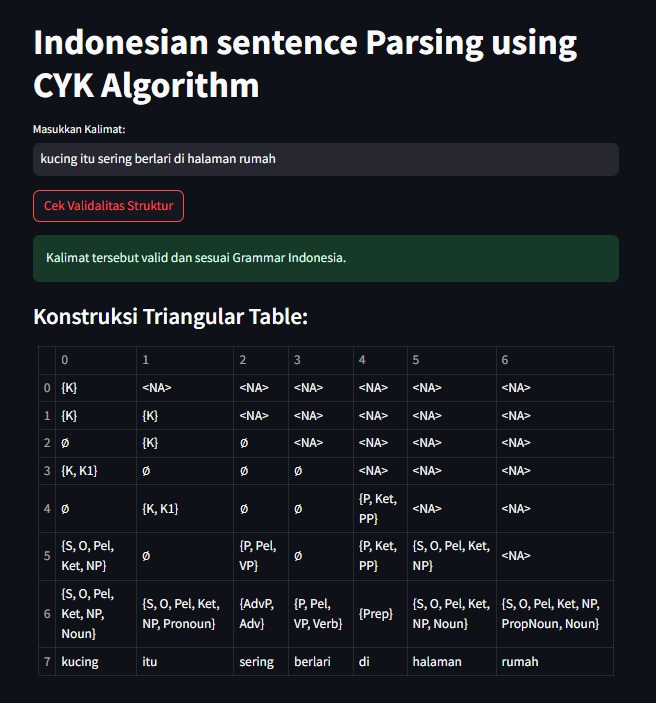 Indonesian sentence Parsing using
CYK Algorithm
Masukkan Kalimat:
kucing itu sering berlari di halaman rumah
Cek Validalitas Struktur
Kalimat tersebut valid dan sesuai Grammar Indonesia.
Konstruksi Triangular Table:
0 1 2 3 4 5 6
0 {K} <NA> <NA> <NA> <NA> <NA> <NA>
1 {K} {K} <NA> <NA> <NA> <NA> <NA>
2 ∅ {K} ∅ <NA> <NA> <NA> <NA>
3 {K, K1} ∅ ∅ ∅ <NA> <NA> <NA>
4 ∅ {K, K1} ∅ ∅ {P, Ket, PP} <NA> <NA>
5 {S, O, Pel, Ket, NP} ∅ {P, Pel, VP} ∅ {P, Ket, PP} {S, O, Pel, Ket, NP} <NA>
6 {S, O, Pel, Ket, NP, Noun} {S, O, Pel, Ket, NP, Pronoun} {AdvP, Adv} {P, Pel, VP, Verb} {Prep} {S, O, Pel, Ket, NP, Noun} {S, O, Pel, Ket, NP, PropNoun, Noun}
7 kucing itu sering berlari di halaman rumah